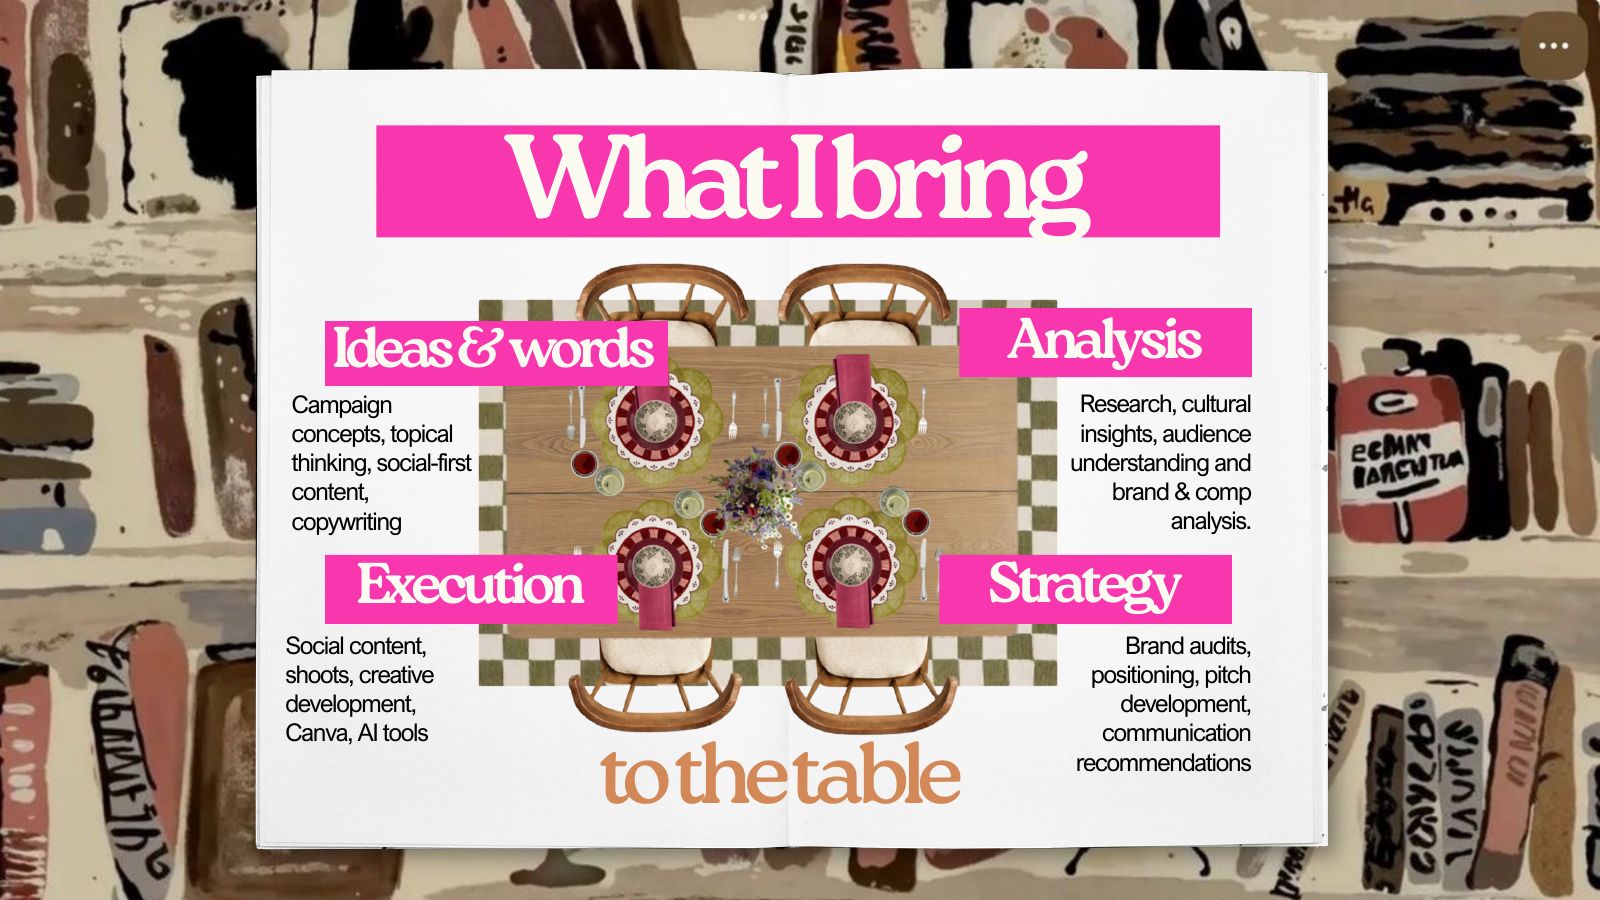 What I bring
Ideas & words
Campaign
concepts, topical
thinking, social-first
content,
copywriting
Analysis
Research, cultural
insights, audience
understanding and
brand & comp
analysis.
Execution
Social content,
shoots, creative
development,
Canva, AI tools
Strategy
Brand audits,
positioning, pitch
development,
communication
recommendations
to the table